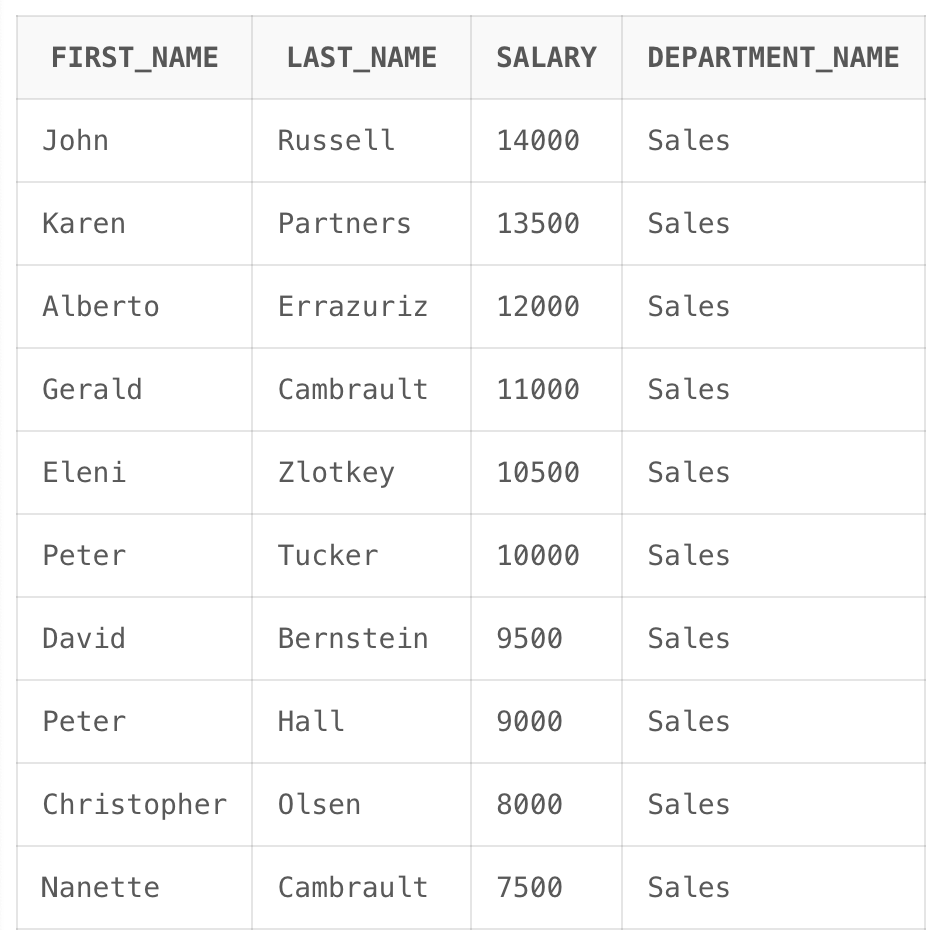 FIRST_NAME LAST_NAME SALARY DEPARTMENT_NAME
John Russell 14000 Sales
Karen Partners 13500 Sales
Alberto Errazuriz 12000 Sales
Gerald Cambrault 11000 Sales
Eleni Zlotkey 10500 Sales
Peter Tucker 10000 Sales
David Bernstein 9500 Sales
Peter Hall 9000 Sales
Christopher Olsen 8000 Sales
Nanette Cambrault 7500 Sales